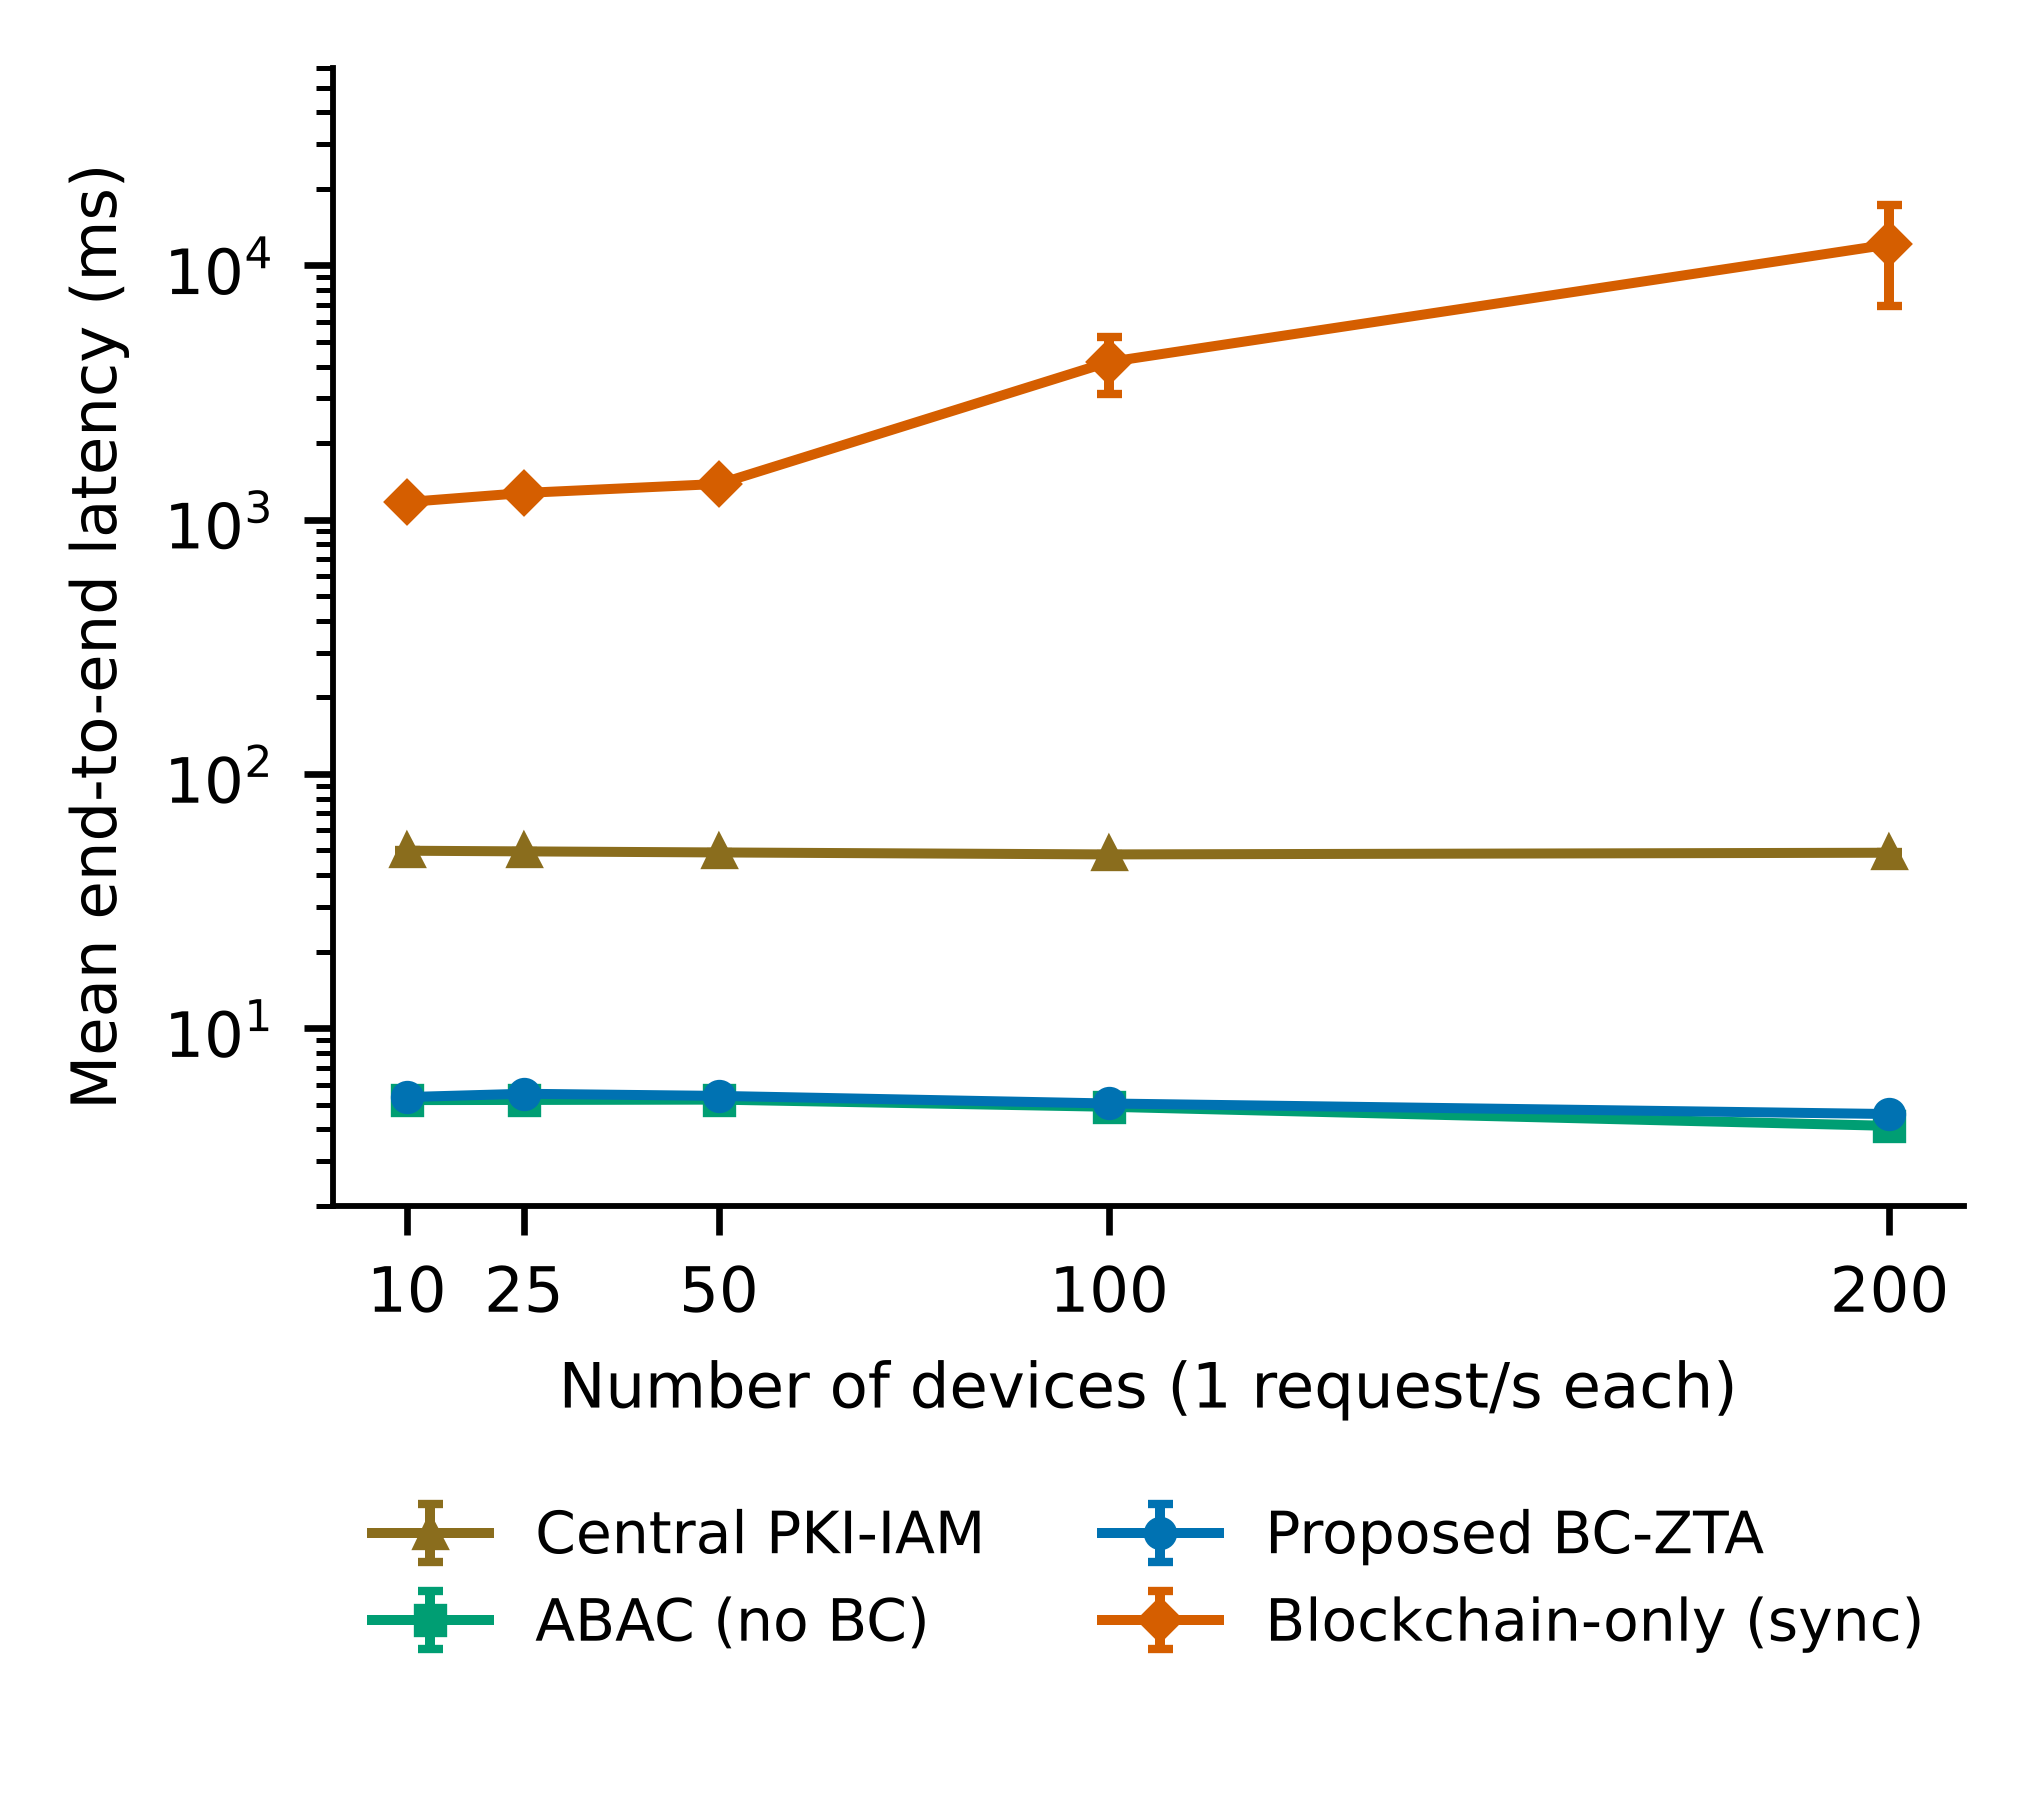 Mean end-to-end latency (ms)
10⁴
10³
10²
10¹
10 25 50 100 200
Number of devices (1 request/s each)
Central PKI-IAM
ABAC (no BC)
Proposed BC-ZTA
Blockchain-only (sync)